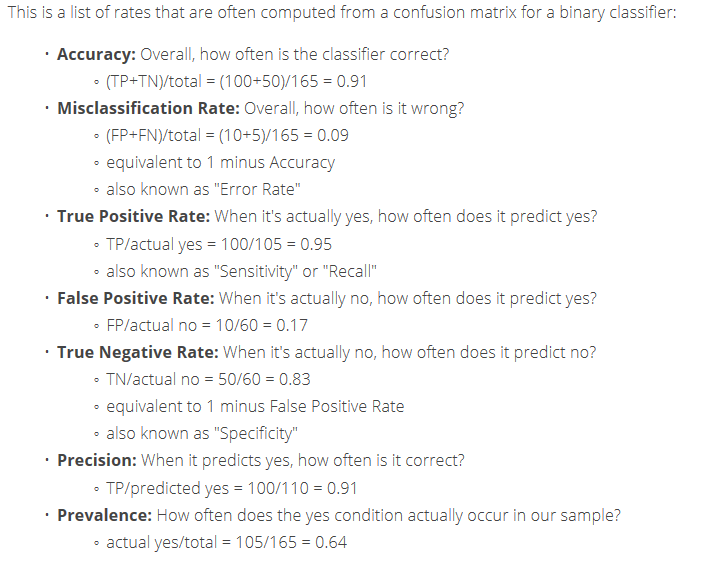 This is a list of rates that are often computed from a confusion matrix for a binary classifier:
• Accuracy: Overall, how often is the classifier correct?
◦ (TP+TN)/total = (100+50)/165 = 0.91
• Misclassification Rate: Overall, how often is it wrong?
◦ (FP+FN)/total = (10+5)/165 = 0.09
◦ equivalent to 1 minus Accuracy
◦ also known as "Error Rate"
• True Positive Rate: When it's actually yes, how often does it predict yes?
◦ TP/actual yes = 100/105 = 0.95
◦ also known as "Sensitivity" or "Recall"
• False Positive Rate: When it's actually no, how often does it predict yes?
◦ FP/actual no = 10/60 = 0.17
• True Negative Rate: When it's actually no, how often does it predict no?
◦ TN/actual no = 50/60 = 0.83
◦ equivalent to 1 minus False Positive Rate
◦ also known as "Specificity"
• Precision: When it predicts yes, how often is it correct?
◦ TP/predicted yes = 100/110 = 0.91
• Prevalence: How often does the yes condition actually occur in our sample?
◦ actual yes/total = 105/165 = 0.64